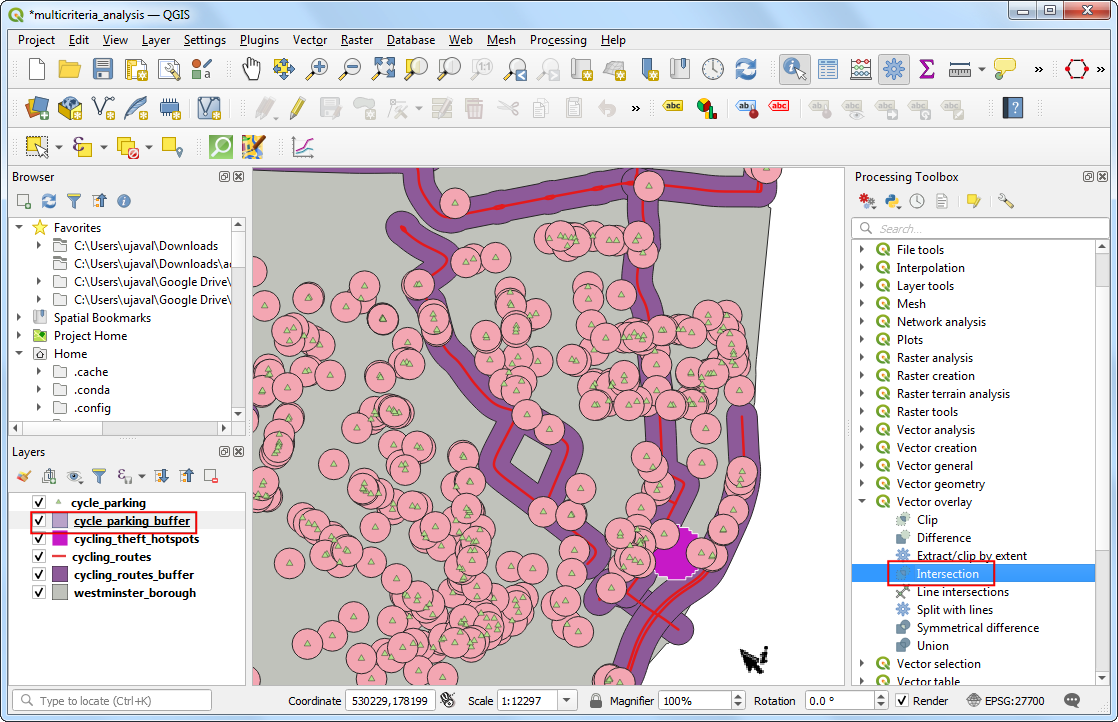 *multicriteria_analysis — QGIS
Project Edit View Layer Settings Plugins Vector Raster Database Web Mesh Processing Help
abc abc abc abc abc abc abc abc
Browser
Favorites
C:\Users\ujaval\Downloads
C:\Users\ujaval\Downloads\a
C:\Users\ujaval\Google Drive\
C:\Users\ujaval\Google Drive\
Spatial Bookmarks
Project Home
Home
.cache
.conda
.config
Layers
cycle_parking
cycle_parking_buffer
cycling_theft_hotspots
cycling_routes
cycling_routes_buffer
westminster_borough
Processing Toolbox
Search...
File tools
Interpolation
Layer tools
Mesh
Network analysis
Plots
Raster analysis
Raster creation
Raster terrain analysis
Raster tools
Vector analysis
Vector creation
Vector general
Vector geometry
Vector overlay
Clip
Difference
Extract/clip by extent
Intersection
Line intersections
Split with lines
Symmetrical difference
Union
Vector selection
Vector table
Type to locate (Ctrl+K) Coordinate 530229,178199 Scale 1:12297 Magnifier 100% Rotation 0.0 ° Render EPSG:27700